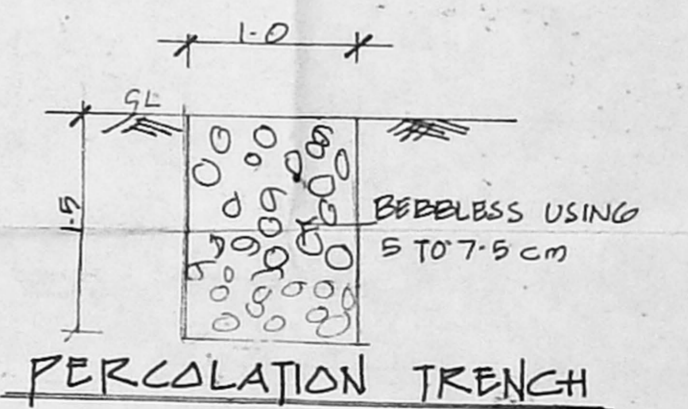 1.0
GL
1.5
BEBBLESS USING
5 TO 7.5 cm
PERCOLATION TRENCH